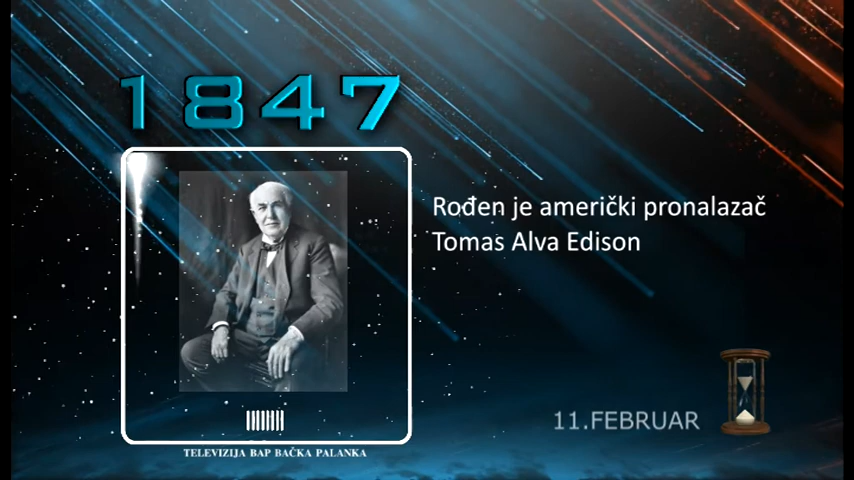 1847
Rođen je američki pronalazač
Tomas Alva Edison
11.FEBRUAR
TELEVIZIJA BAP BAČKA PALANKA